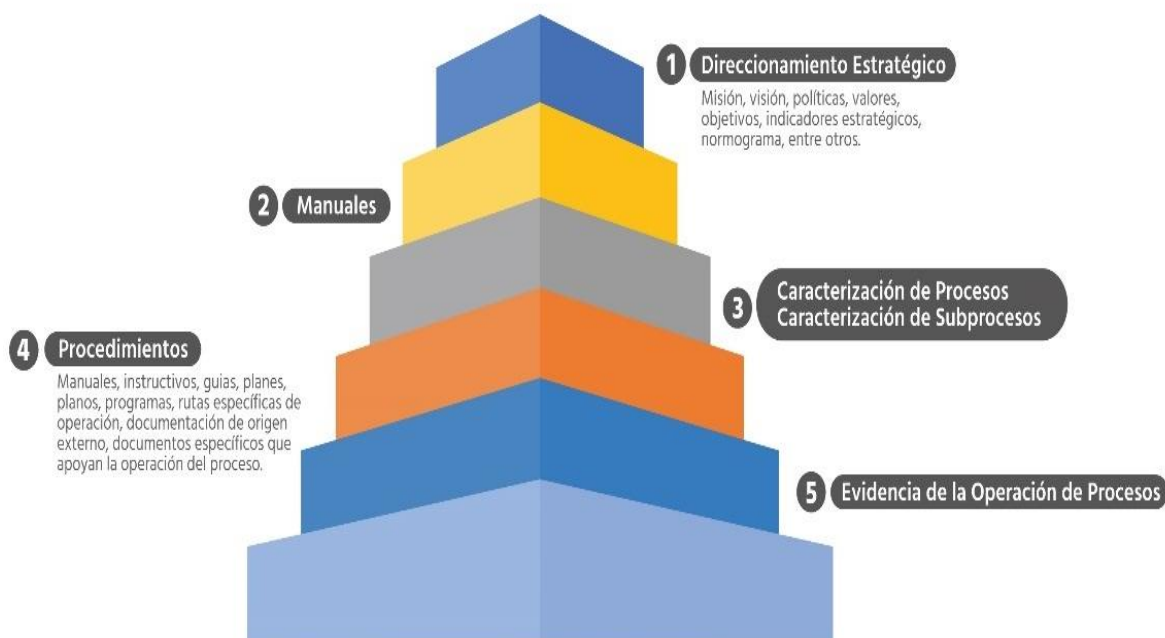 1 Direccionamiento Estratégico
Misión, visión, políticas, valores,
objetivos, indicadores estratégicos,
normograma, entre otros.
2 Manuales
3 Caracterización de Procesos
Caracterización de Subprocesos
4 Procedimientos
Manuales, instructivos, guias, planes,
planos, programas, rutas específicas de
operación, documentación de origen
externo, documentos específicos que
apoyan la operación del proceso.
5 Evidencia de la Operación de Procesos